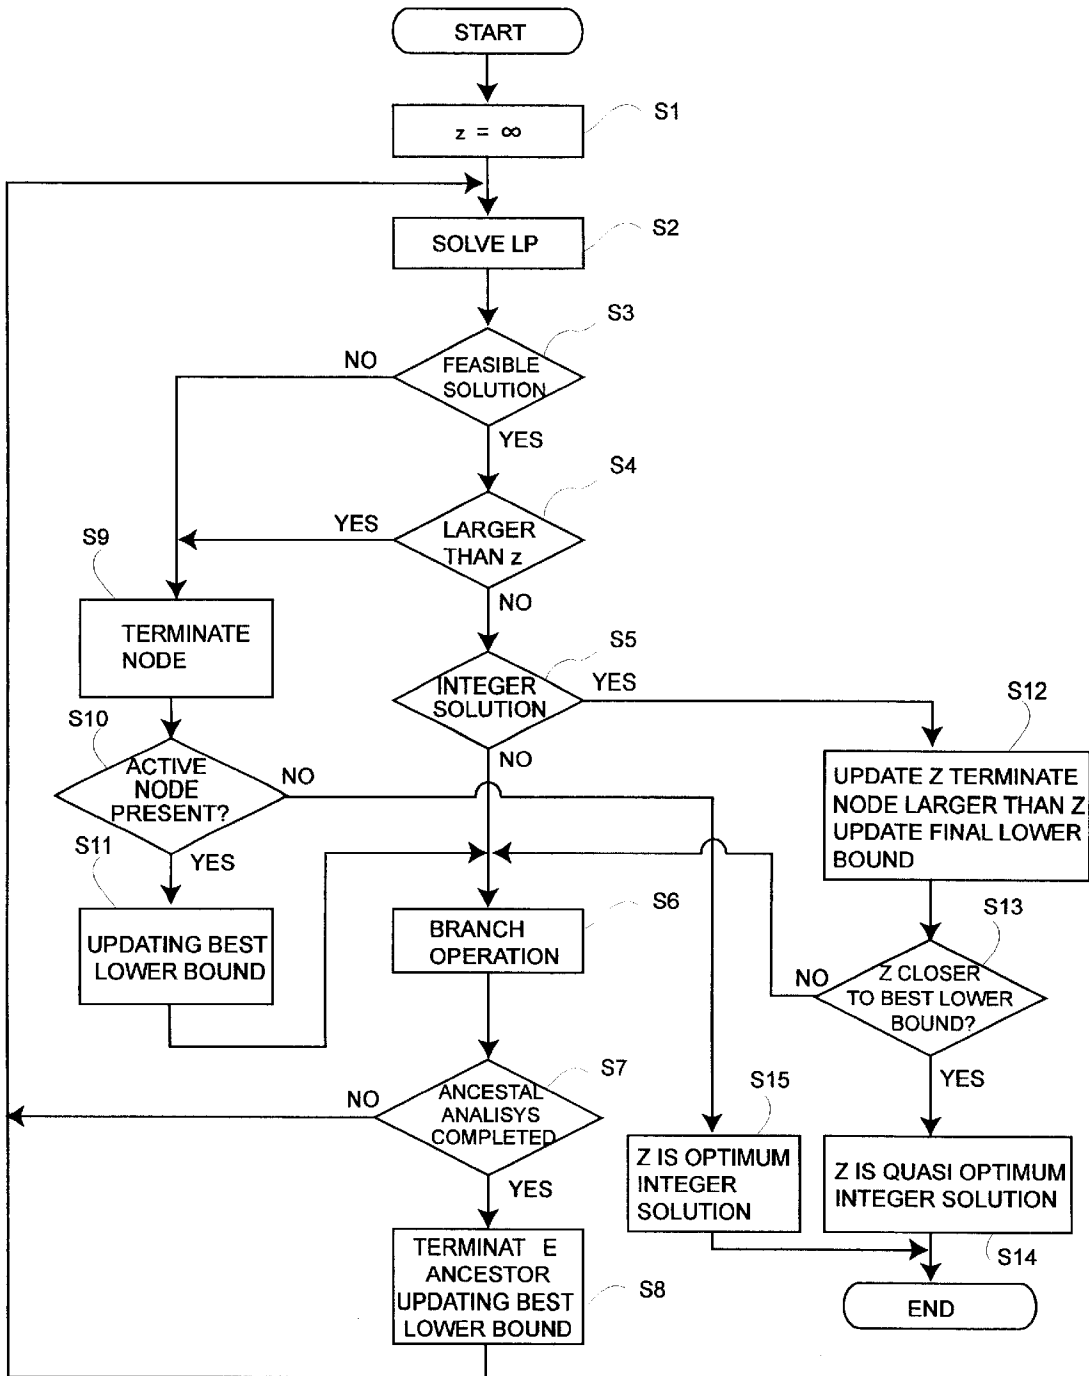 START
S1
z = ∞
S2
SOLVE LP
S3
NO
FEASIBLE
SOLUTION
YES
S4
YES
LARGER
THAN z
S9
NO
TERMINATE
NODE
S5
INTEGER
SOLUTION
YES
S12
S10
NO
ACTIVE
NODE
PRESENT?
NO
UPDATE Z TERMINATE
NODE LARGER THAN Z
UPDATE FINAL LOWER
BOUND
S11
YES
S6
S13
UPDATING BEST
LOWER BOUND
BRANCH
OPERATION
NO
Z CLOSER
TO BEST LOWER
BOUND?
S7
NO
ANCESTAL
ANALISYS
COMPLETED
YES
S15
YES
Z IS OPTIMUM
INTEGER
SOLUTION
Z IS QUASI OPTIMUM
INTEGER SOLUTION
S14
TERMINAT E
ANCESTOR
UPDATING BEST
LOWER BOUND
S8
END